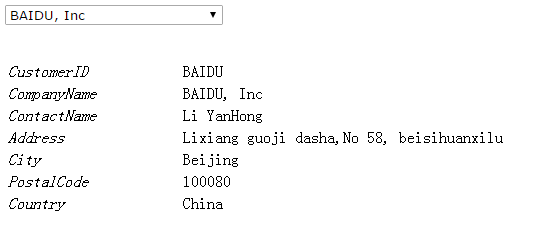 BAIDU, Inc
CustomerID BAIDU
CompanyName BAIDU, Inc
ContactName Li YanHong
Address Lixiang guoji dasha,No 58, beisihuanxilu
City Beijing
PostalCode 100080
Country China